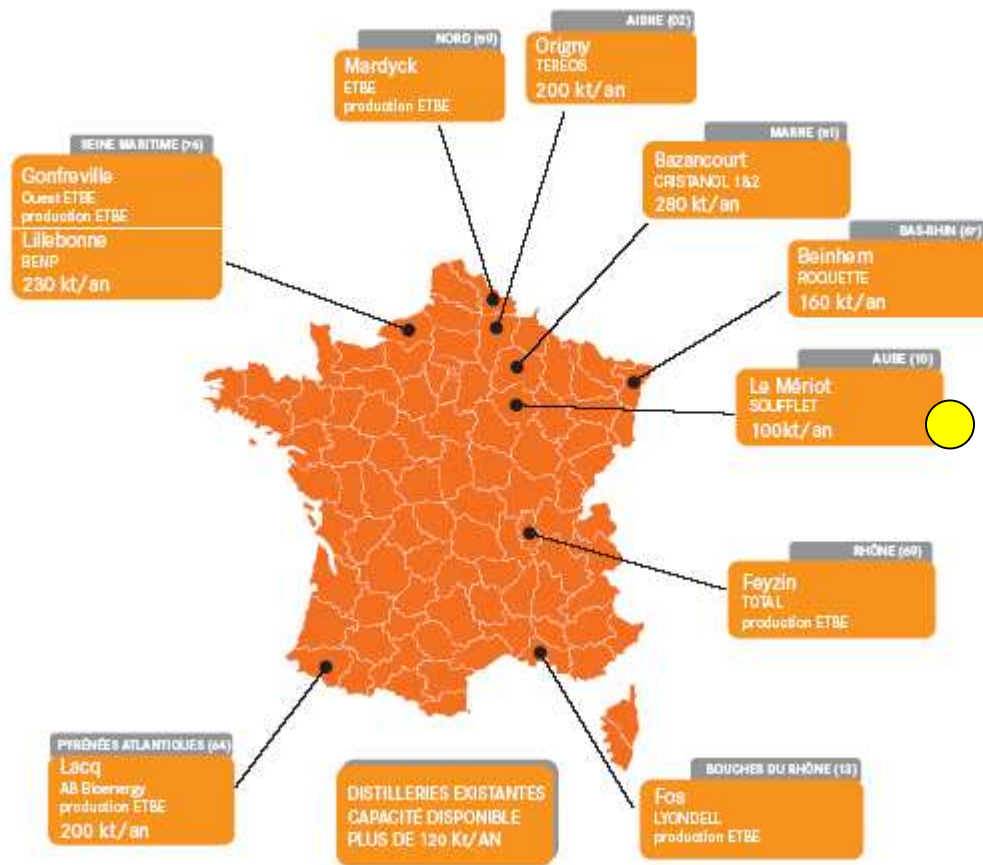 NORD (59)
Mardyck
ETBE
production ETBE
AISNE (02)
Origny
TEREOS
200 kt/an
MARNE (51)
Bazancourt
CRISTANOL 1&2
280 kt/an
SEINE MARITIME (76)
Gonfreville
Ouest ETBE
production ETBE
Lillebonne
BENP
230 kt/an
BAS-RHIN (67)
Beinhem
ROQUETTE
160 kt/an
AUBE (10)
Le Mériot
SOUFFLET
100kt/an
RHÔNE (69)
Feyzin
TOTAL
production ETBE
PYRÉNÉES ATLANTIQUES (64)
Lacq
AB Bioenergy
production ETBE
200 kt/an
DISTILLERIES EXISTANTES
CAPACITÉ DISPONIBLE
PLUS DE 120 Kt/AN
BOUCHES DU RHÔNE (13)
Fos
LYONDELL
production ETBE